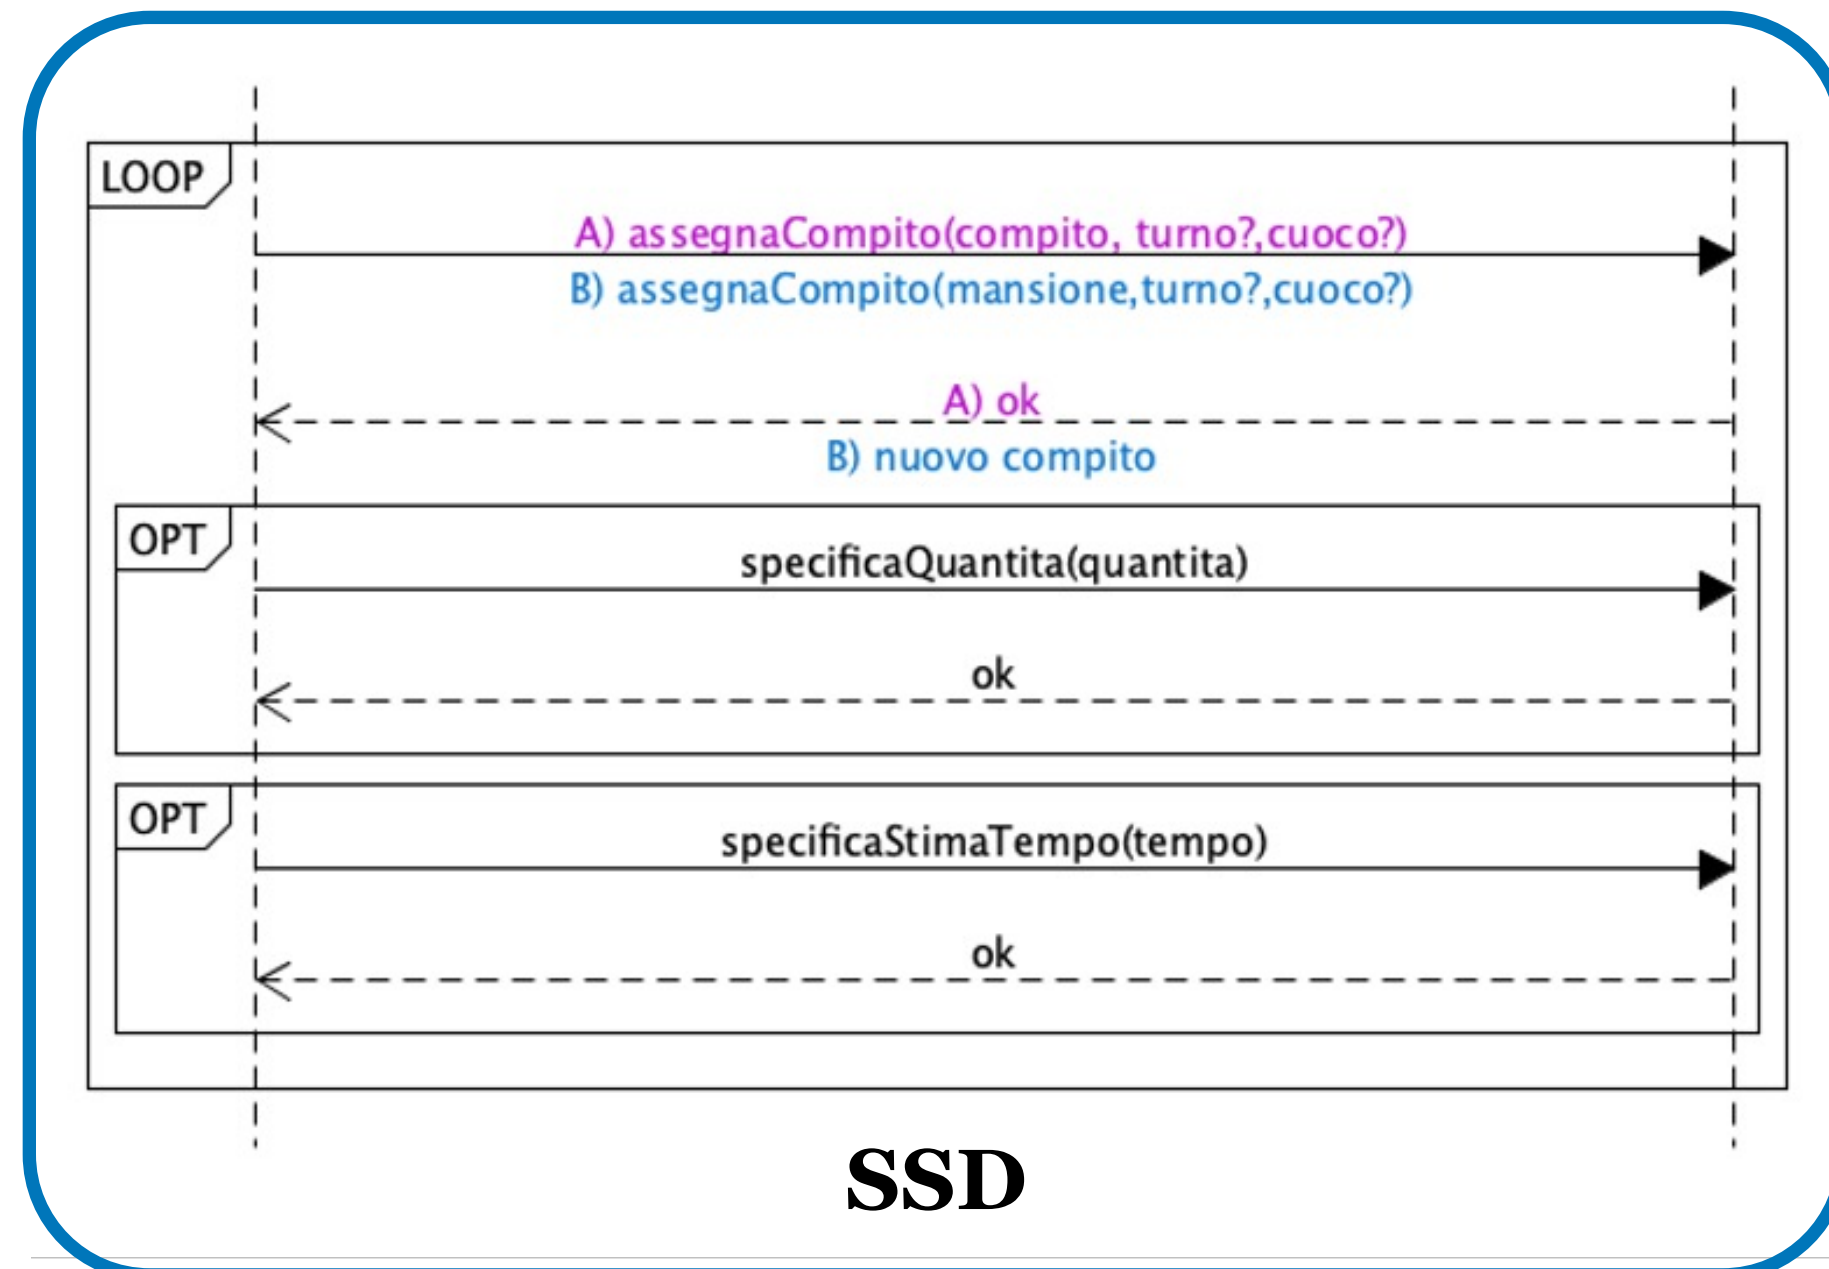 LOOP
A) assegnaCompito(compito, turno?,cuoco?)
B) assegnaCompito(mansione,turno?,cuoco?)
A) ok
B) nuovo compito
OPT
specificaQuantita(quantita)
ok
OPT
specificaStimaTempo(tempo)
ok
SSD